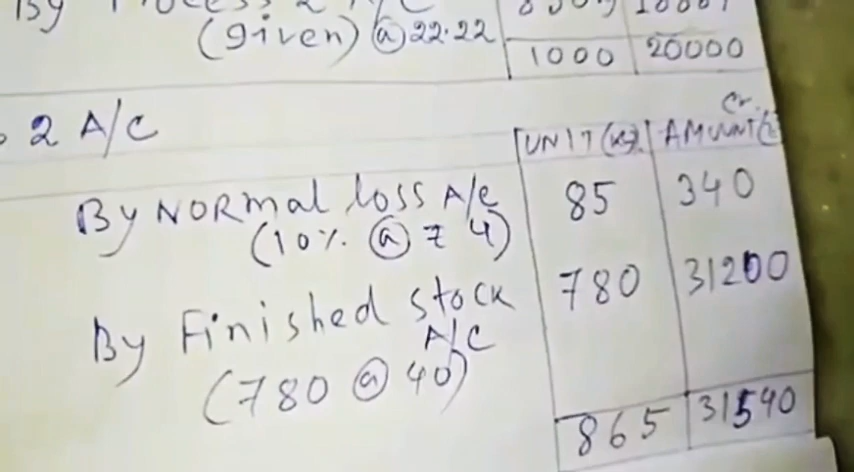 (given) @ 22.22
1000 20000
2 A/C
Cr.
UNIT (KG) AMOUNT
By NORmal loss A/C 85 340
(10% @ ₹ 4)
By Finished stock 780 31200
A/C
(780 @ 40)
865 31540